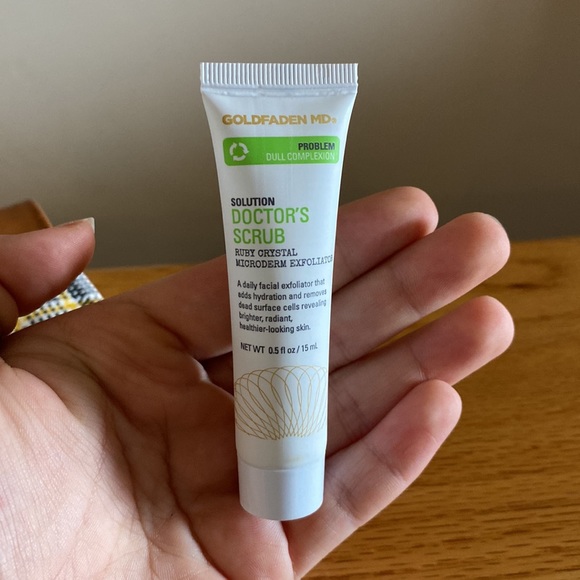 GOLDFADEN MD®
PROBLEM
DULL COMPLEXION
SOLUTION
DOCTOR'S
SCRUB
RUBY CRYSTAL
MICRODERM EXFOLIATOR
A daily facial exfoliator that
adds hydration and removes
dead surface cells revealing
brighter, radiant,
healthier-looking skin.
NET WT 0.5 fl oz / 15 ml.